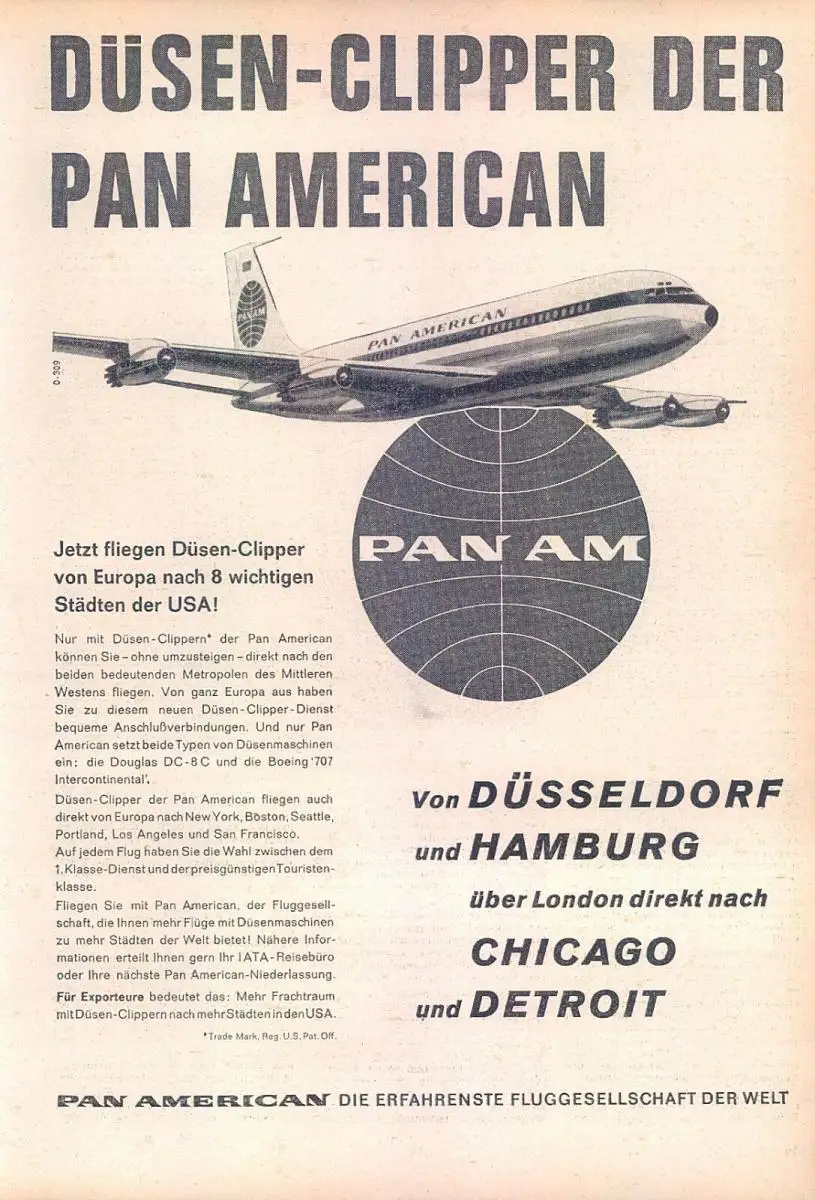 DÜSEN-CLIPPER DER
PAN AMERICAN
PANAM
PAN AMERICAN
0-309
PAN AM
Jetzt fliegen Düsen-Clipper
von Europa nach 8 wichtigen
Städten der USA!
Nur mit Düsen-Clippern* der Pan American
können Sie – ohne umzusteigen – direkt nach den
beiden bedeutenden Metropolen des Mittleren
Westens fliegen. Von ganz Europa aus haben
Sie zu diesem neuen Düsen-Clipper-Dienst
bequeme Anschlußverbindungen. Und nur Pan
American setzt beide Typen von Düsenmaschinen
ein: die Douglas DC-8C und die Boeing '707
Intercontinental'.
Düsen-Clipper der Pan American fliegen auch
direkt von Europa nach New York, Boston, Seattle,
Portland, Los Angeles und San Francisco.
Auf jedem Flug haben Sie die Wahl zwischen dem
1. Klasse-Dienst und der preisgünstigen Touristen-
klasse.
Fliegen Sie mit Pan American, der Fluggesell-
schaft, die Ihnen mehr Flüge mit Düsenmaschinen
zu mehr Städten der Welt bietet! Nähere Infor-
mationen erteilt Ihnen gern Ihr IATA-Reisebüro
oder Ihre nächste Pan American-Niederlassung.
Für Exporteure bedeutet das: Mehr Frachtraum
mit Düsen-Clippern nach mehr Städten in den USA.
*Trade Mark, Reg. U.S. Pat. Off.
Von DÜSSELDORF
und HAMBURG
über London direkt nach
CHICAGO
und DETROIT
PAN AMERICAN DIE ERFAHRENSTE FLUGGESELLSCHAFT DER WELT